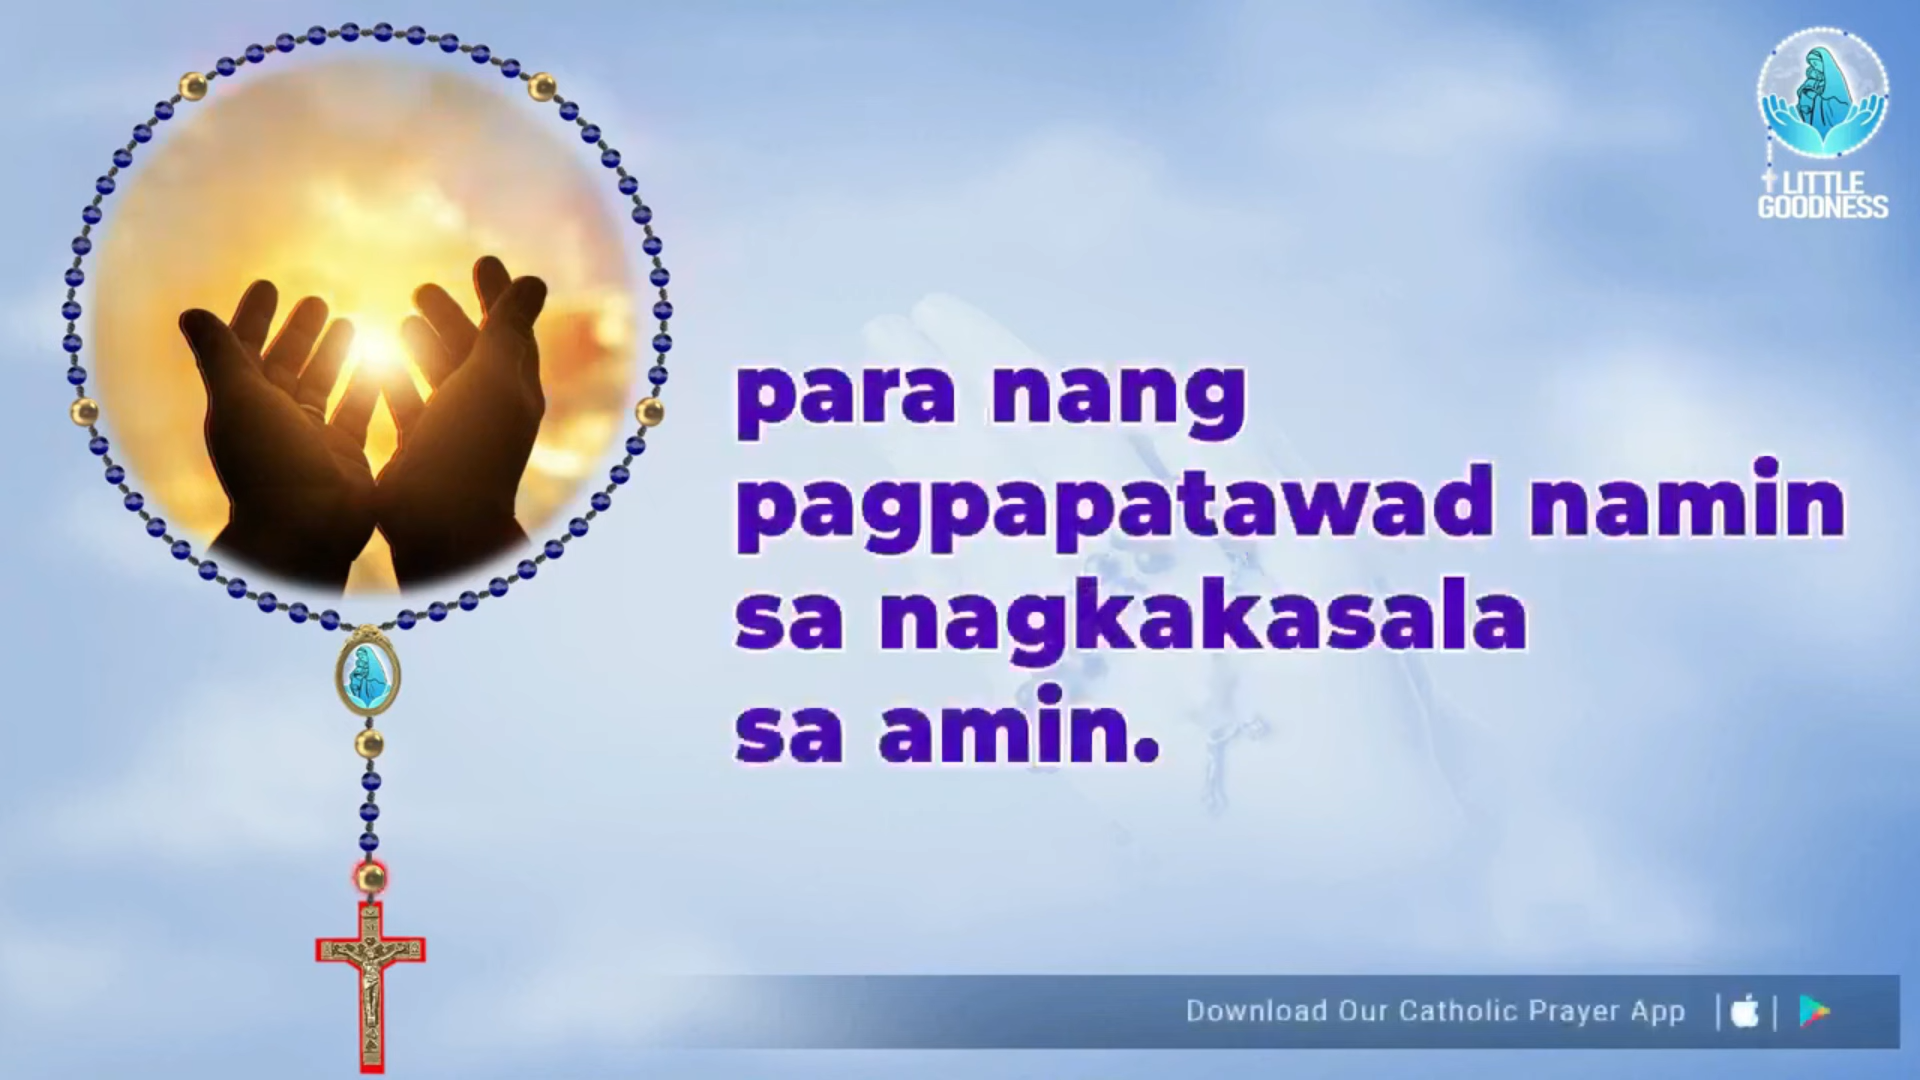 LITTLE
GOODNESS
para nang
pagpapatawad namin
sa nagkakasala
sa amin.
Download Our Catholic Prayer App